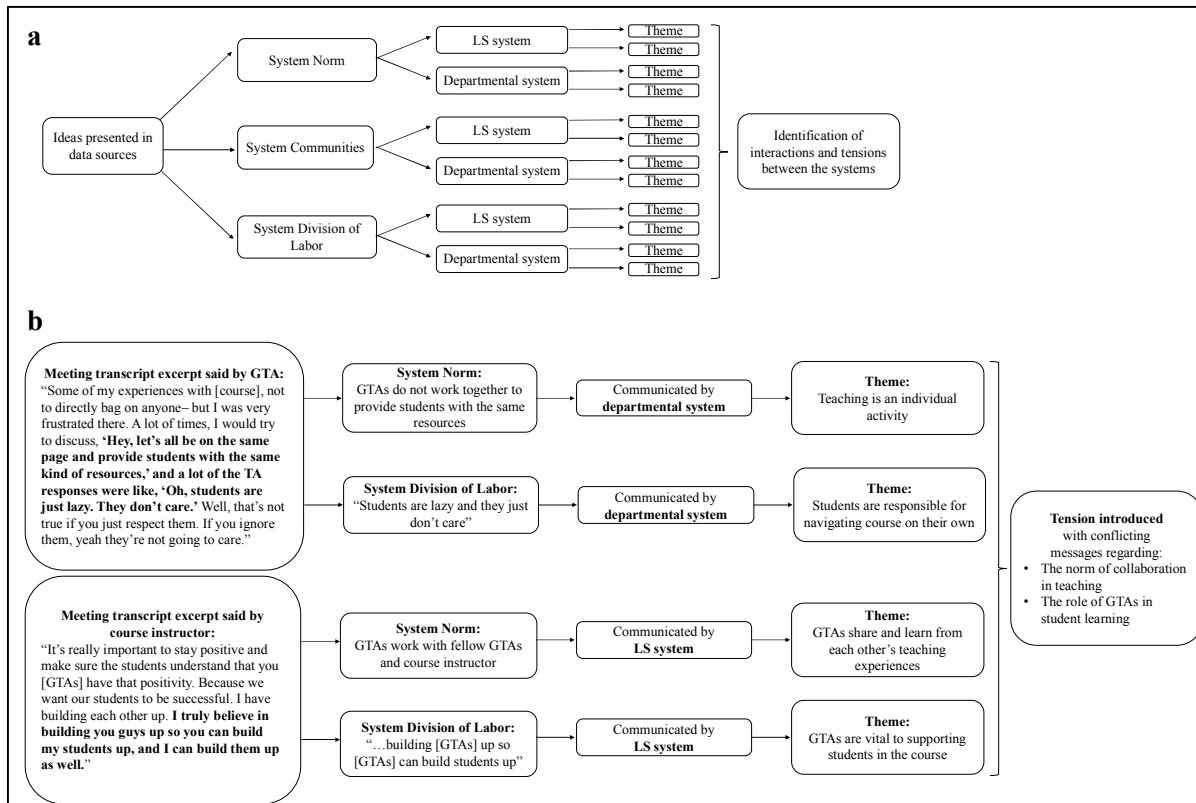 a
Ideas presented in
data sources
System Norm
System Communities
System Division of
Labor
LS system
Departmental system
LS system
Departmental system
LS system
Departmental system
Theme
Theme
Theme
Theme
Theme
Theme
Theme
Theme
Theme
Theme
Theme
Theme
Identification of
interactions and tensions
between the systems
b
Meeting transcript excerpt said by GTA:
“Some of my experiences with [course], not
to directly bag on anyone– but I was very
frustrated there. A lot of times, I would try
to discuss, ‘Hey, let’s all be on the same
page and provide students with the same
kind of resources,’ and a lot of the TA
responses were like, ‘Oh, students are
just lazy. They don’t care.’ Well, that’s not
true if you just respect them. If you ignore
them, yeah they’re not going to care.”
System Norm:
GTAs do not work together to
provide students with the same
resources
Communicated by
departmental system
Theme:
Teaching is an individual
activity
System Division of Labor:
“Students are lazy and they just
don’t care”
Communicated by
departmental system
Theme:
Students are responsible for
navigating course on their own
Meeting transcript excerpt said by
course instructor:
“It’s really important to stay positive and
make sure the students understand that you
[GTAs] have that positivity. Because we
want our students to be successful. I have
building each other up. I truly believe in
building you guys up so you can build
my students up, and I can build them up
as well.”
System Norm:
GTAs work with fellow GTAs
and course instructor
Communicated by
LS system
Theme:
GTAs share and learn from
each other’s teaching
experiences
System Division of Labor:
“…building [GTAs] up so
[GTAs] can build students up”
Communicated by
LS system
Theme:
GTAs are vital to supporting
students in the course
Tension introduced
with conflicting
messages regarding:
• The norm of collaboration
in teaching
• The role of GTAs in
student learning